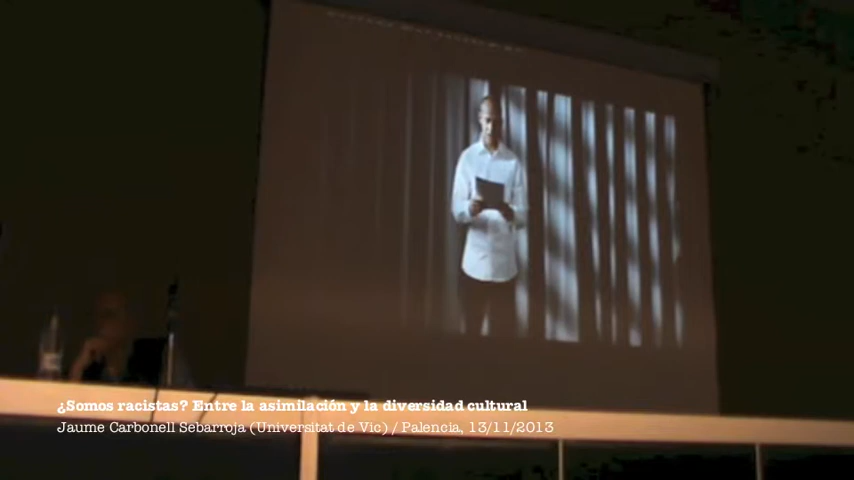 ¿Somos racistas? Entre la asimilación y la diversidad cultural
Jaume Carbonell Sebarroja (Universitat de Vic) / Palencia, 13/11/2013